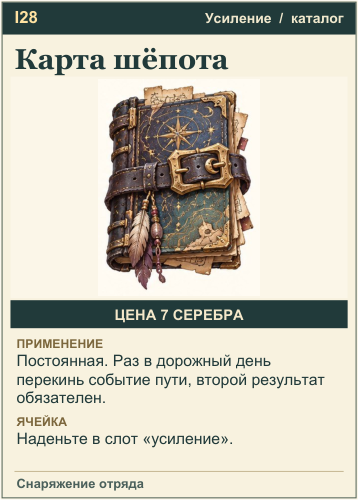 I28
Усиление / каталог
Карта шёпота
ЦЕНА 7 СЕРЕБРА
ПРИМЕНЕНИЕ
Постоянная. Раз в дорожный день
перекинь событие пути, второй результат
обязателен.
ЯЧЕЙКА
Наденьте в слот «усиление».
Снаряжение отряда